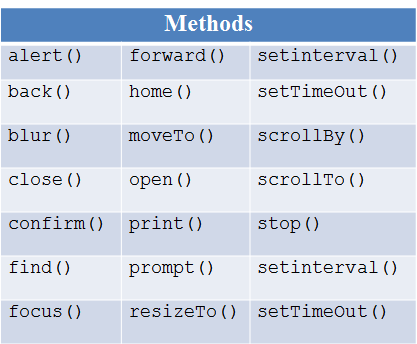 Methods
alert() forward() setinterval()
back() home() setTimeOut()
blur() moveTo() scrollBy()
close() open() scrollTo()
confirm() print() stop()
find() prompt() setinterval()
focus() resizeTo() setTimeOut()